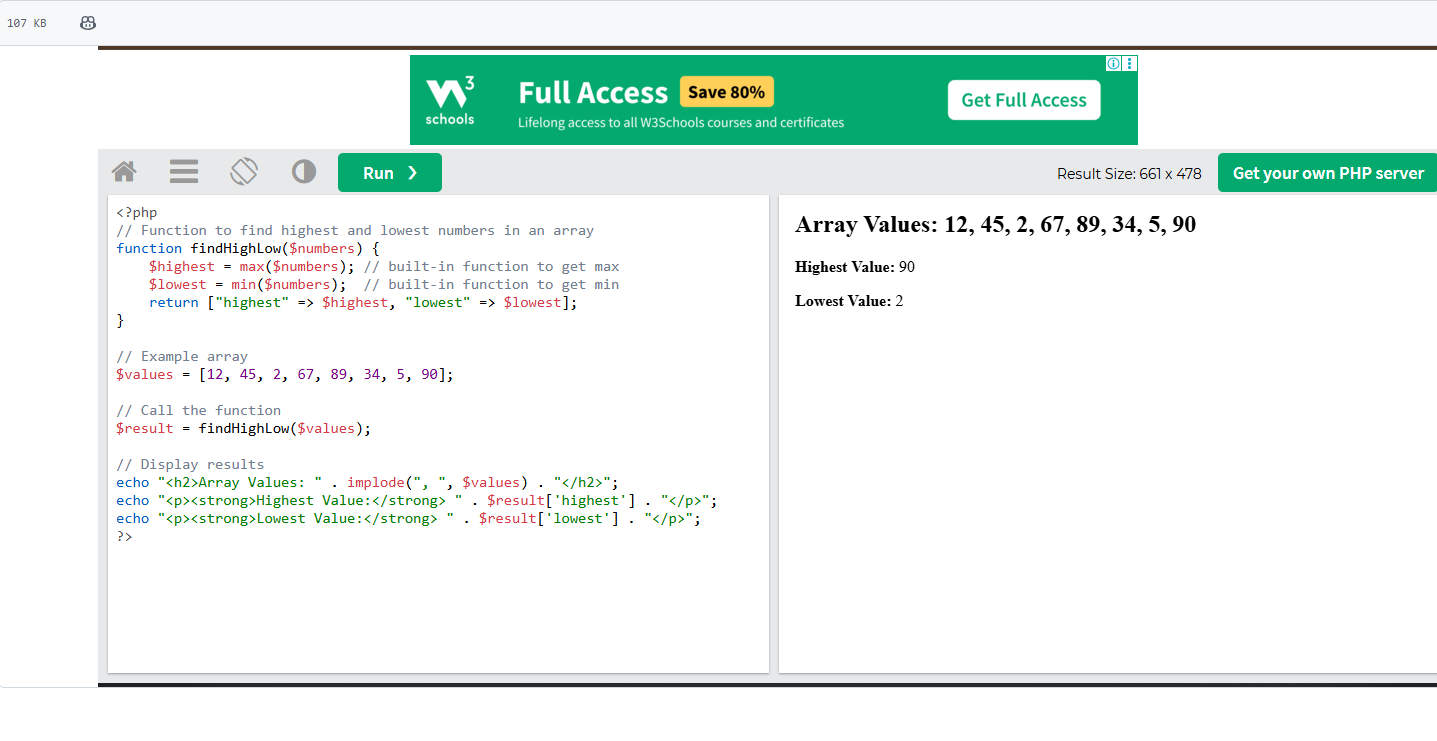 107 KB
W3
schools
Full Access Save 80%
Lifelong access to all W3Schools courses and certificates
Get Full Access
Run ❯
Result Size: 661 x 478
Get your own PHP server
<?php
// Function to find highest and lowest numbers in an array
function findHighLow($numbers) {
    $highest = max($numbers); // built-in function to get max
    $lowest = min($numbers);  // built-in function to get min
    return ["highest" => $highest, "lowest" => $lowest];
}
// Example array
$values = [12, 45, 2, 67, 89, 34, 5, 90];
// Call the function
$result = findHighLow($values);
// Display results
echo "<h2>Array Values: " . implode(", ", $values) . "</h2>";
echo "<p><strong>Highest Value:</strong> " . $result['highest'] . "</p>";
echo "<p><strong>Lowest Value:</strong> " . $result['lowest'] . "</p>";
?>
Array Values: 12, 45, 2, 67, 89, 34, 5, 90
Highest Value: 90
Lowest Value: 2